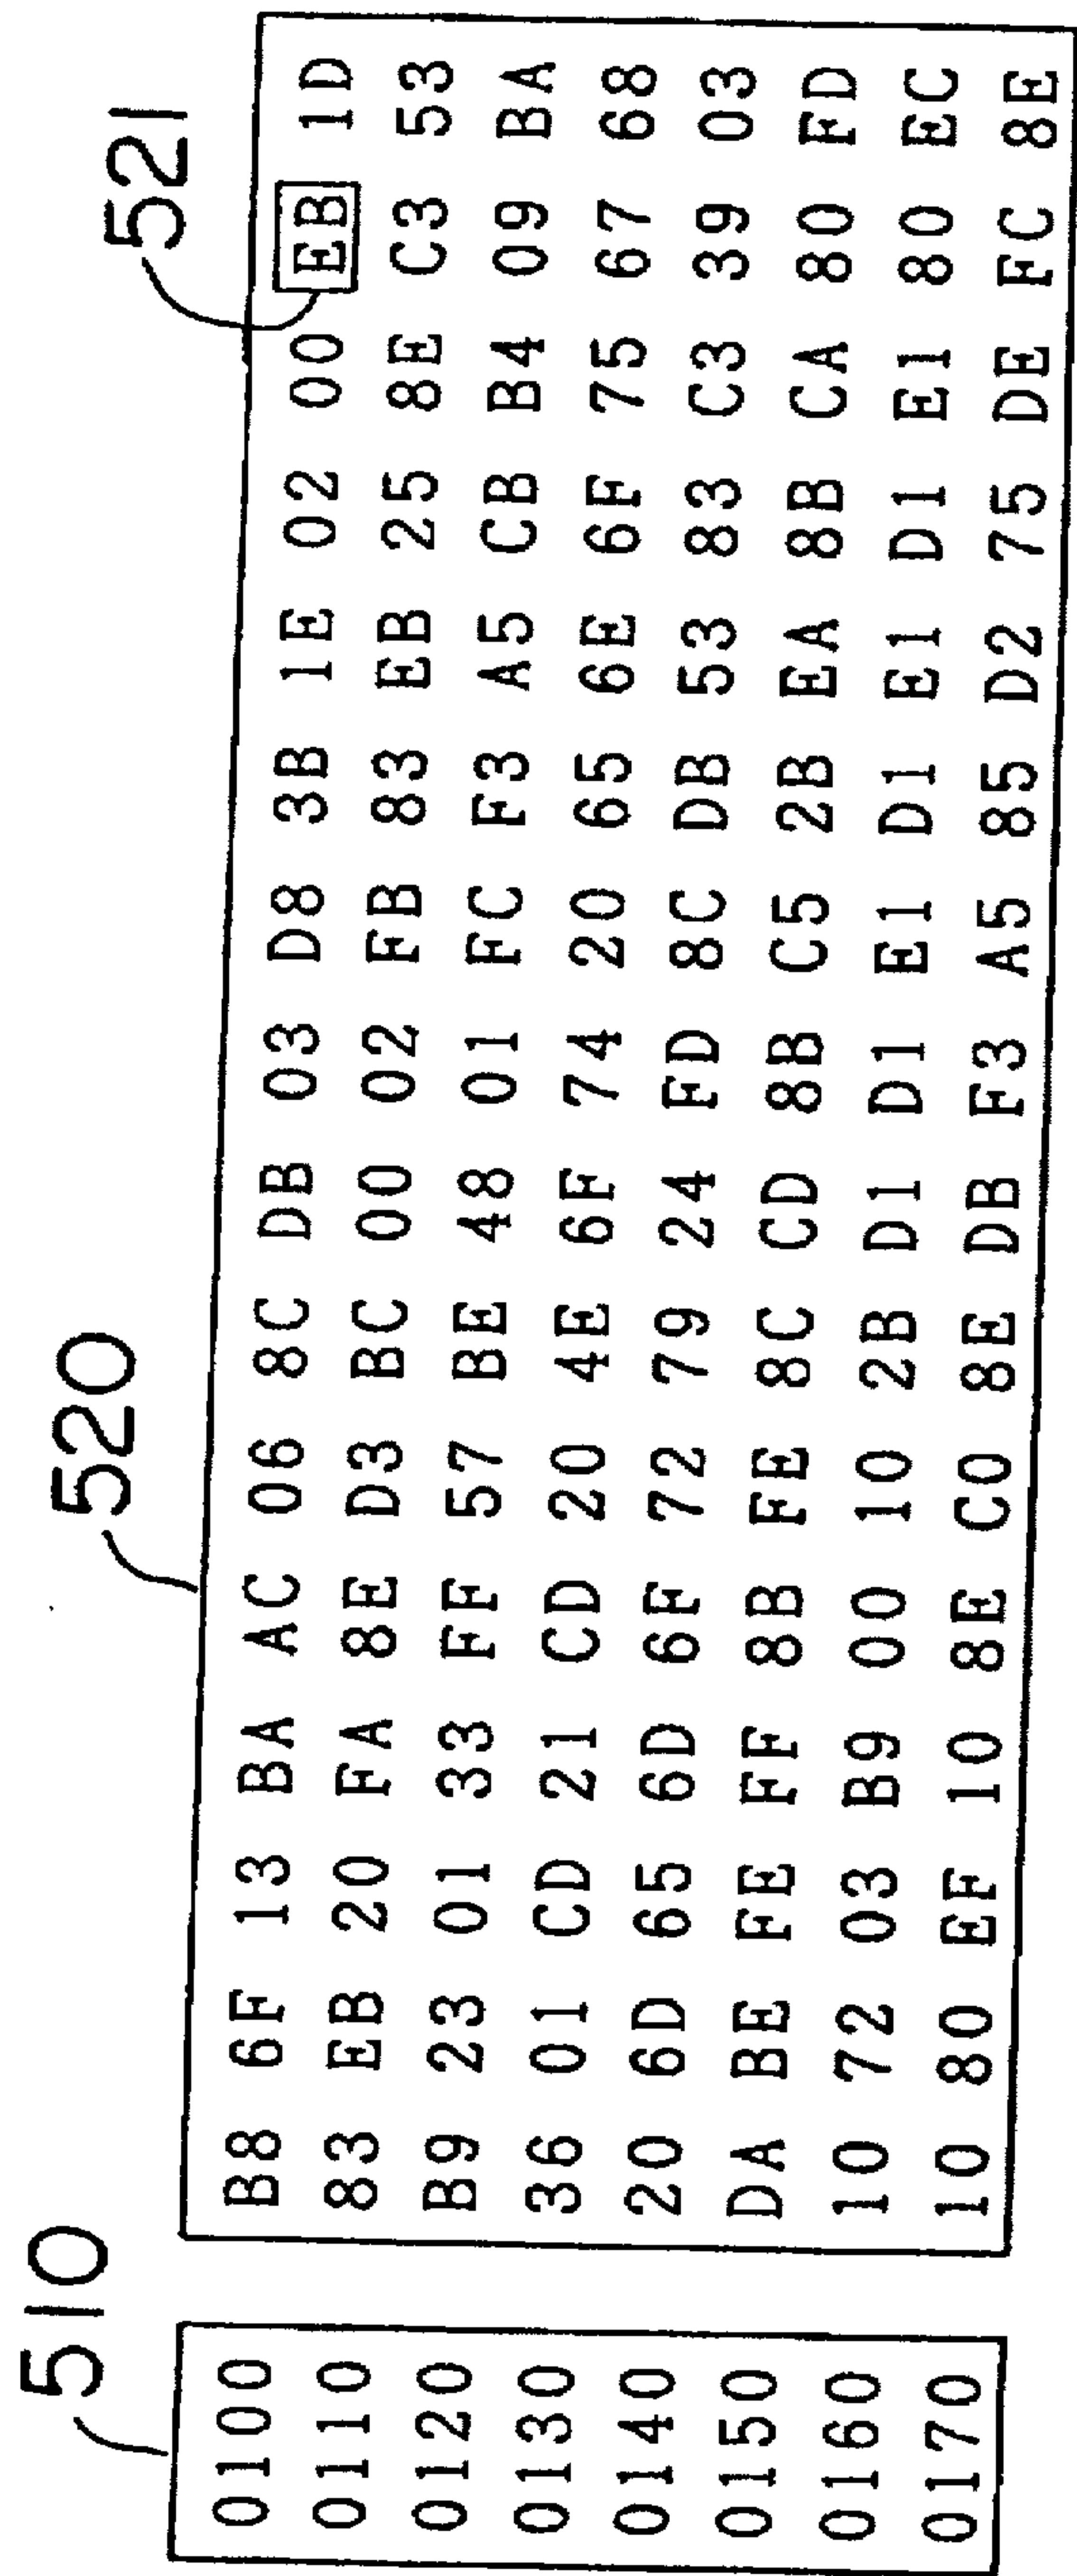 510 520 521
0100 B8 6F 13 BA AC 06 8C DB 03 D8 3B 1E 02 00 EB 1D
0110 83 EB 20 FA 8E D3 BC 00 02 FB 83 EB 25 8E C3 53
0120 B9 23 01 33 FF 57 BE 48 01 FC F3 A5 CB B4 09 BA
0130 36 01 CD 21 CD 20 4E 6F 74 20 65 6E 6F 75 67 68
0140 20 6D 65 6D 6F 72 79 24 FD 8C DB 53 83 C3 39 03
0150 DA BE FE FF 8B FE 8C CD 8B C5 2B EA 8B CA 80 FD
0160 10 72 03 B9 00 10 2B D1 D1 E1 D1 E1 D1 E1 80 EC
0170 10 80 EF 10 8E C0 8E DB F3 A5 85 D2 75 DE FC 8E